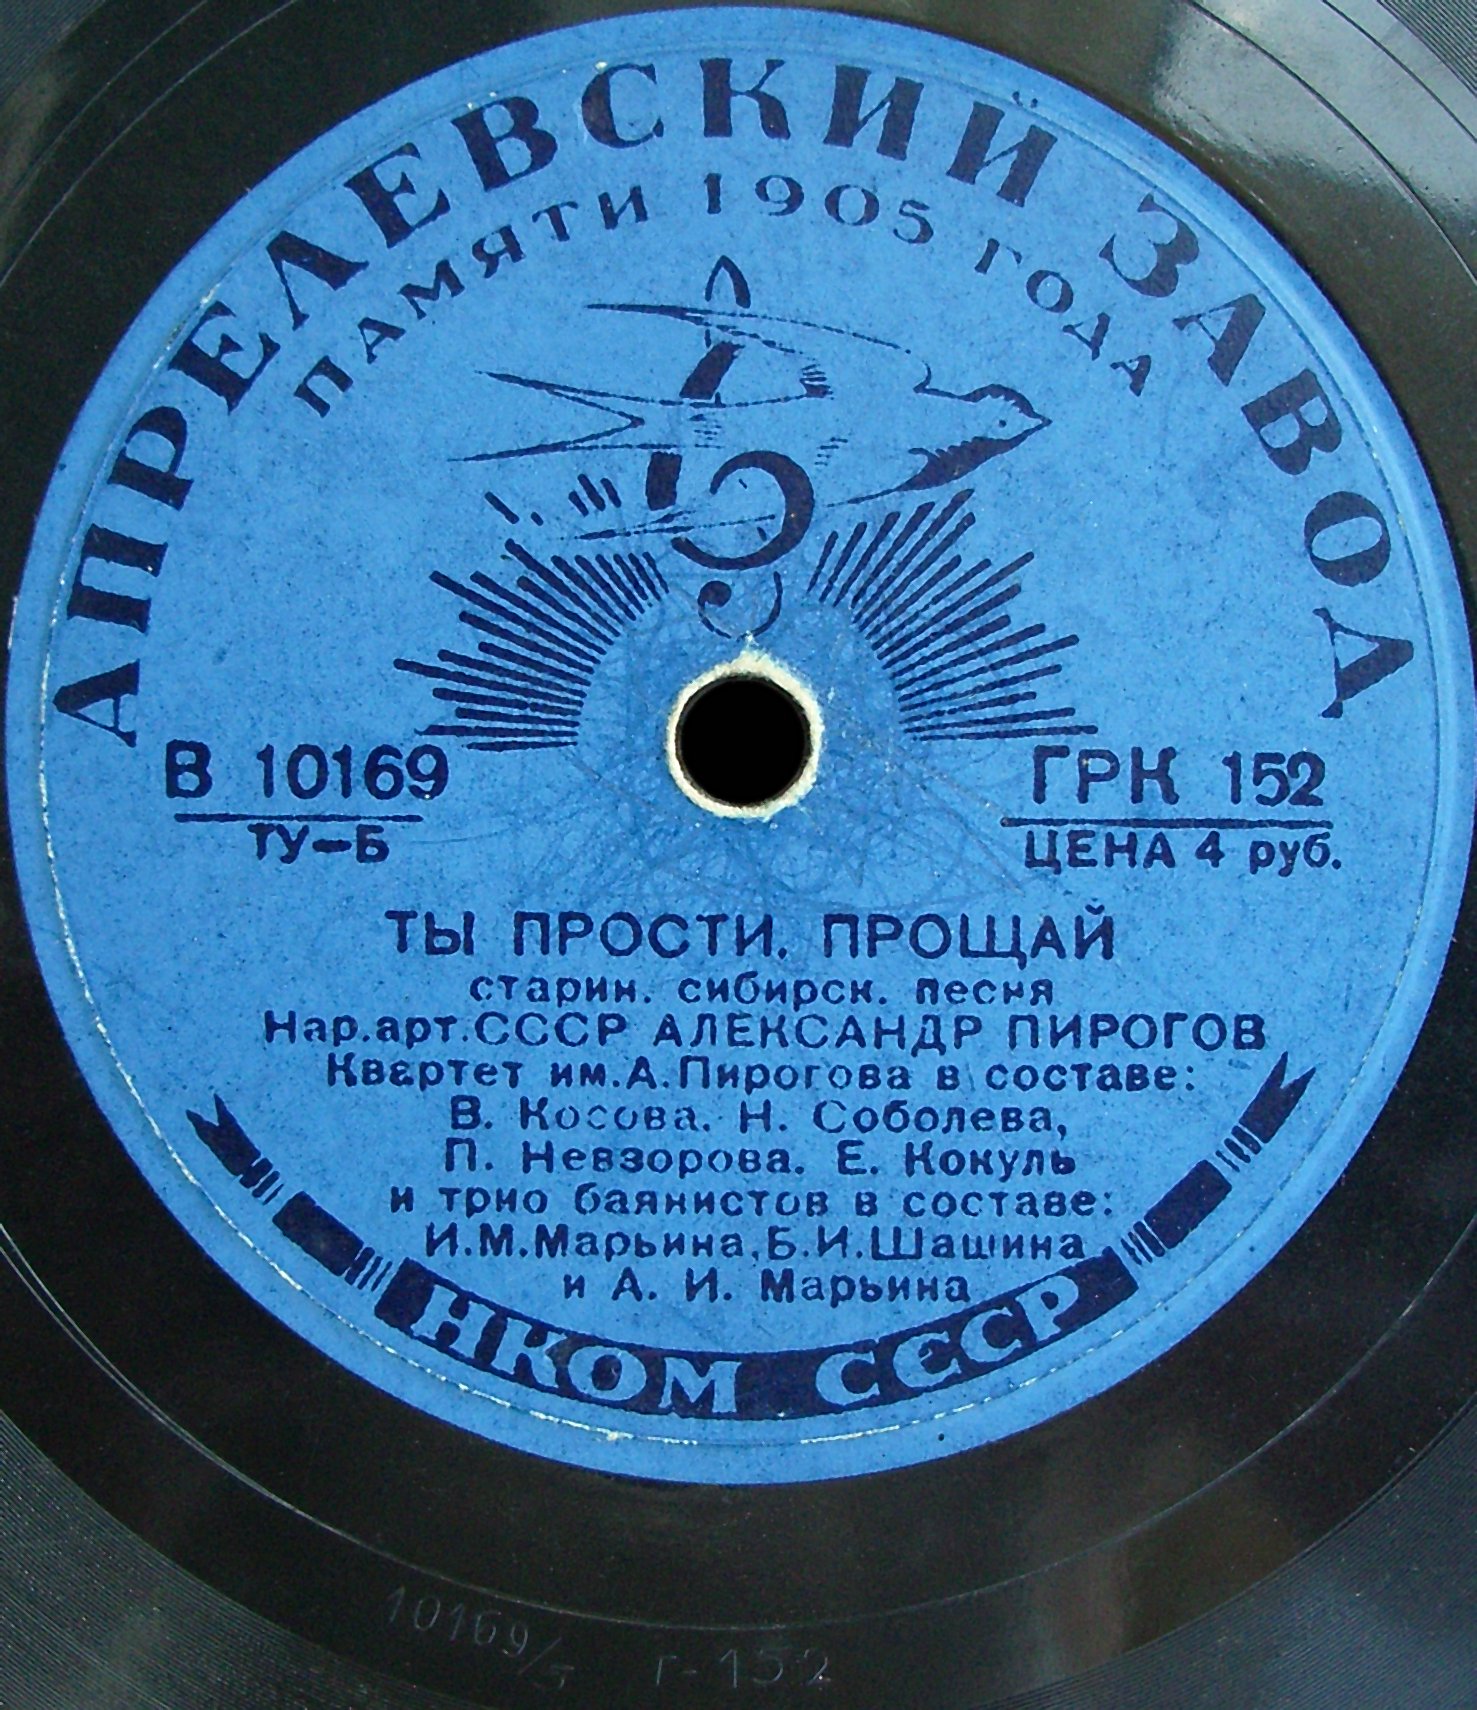 АПРЕЛЕВСКИЙ ЗАВОД
ПАМЯТИ 1905 ГОДА
В 10169
ТУ-Б
ГРК 152
ЦЕНА 4 руб.
ТЫ ПРОСТИ, ПРОЩАЙ
старин. сибирск. песня
Нар.арт.СССР АЛЕКСАНДР ПИРОГОВ
Квартет им.А.Пирогова в составе:
В. Косова, Н. Соболева,
П. Невзорова, Е. Кокуль
и трио баянистов в составе:
И.М.Марьина, Б.И.Шашина
и А. И. Марьина
НКОМ СССР
10169/
Г-152